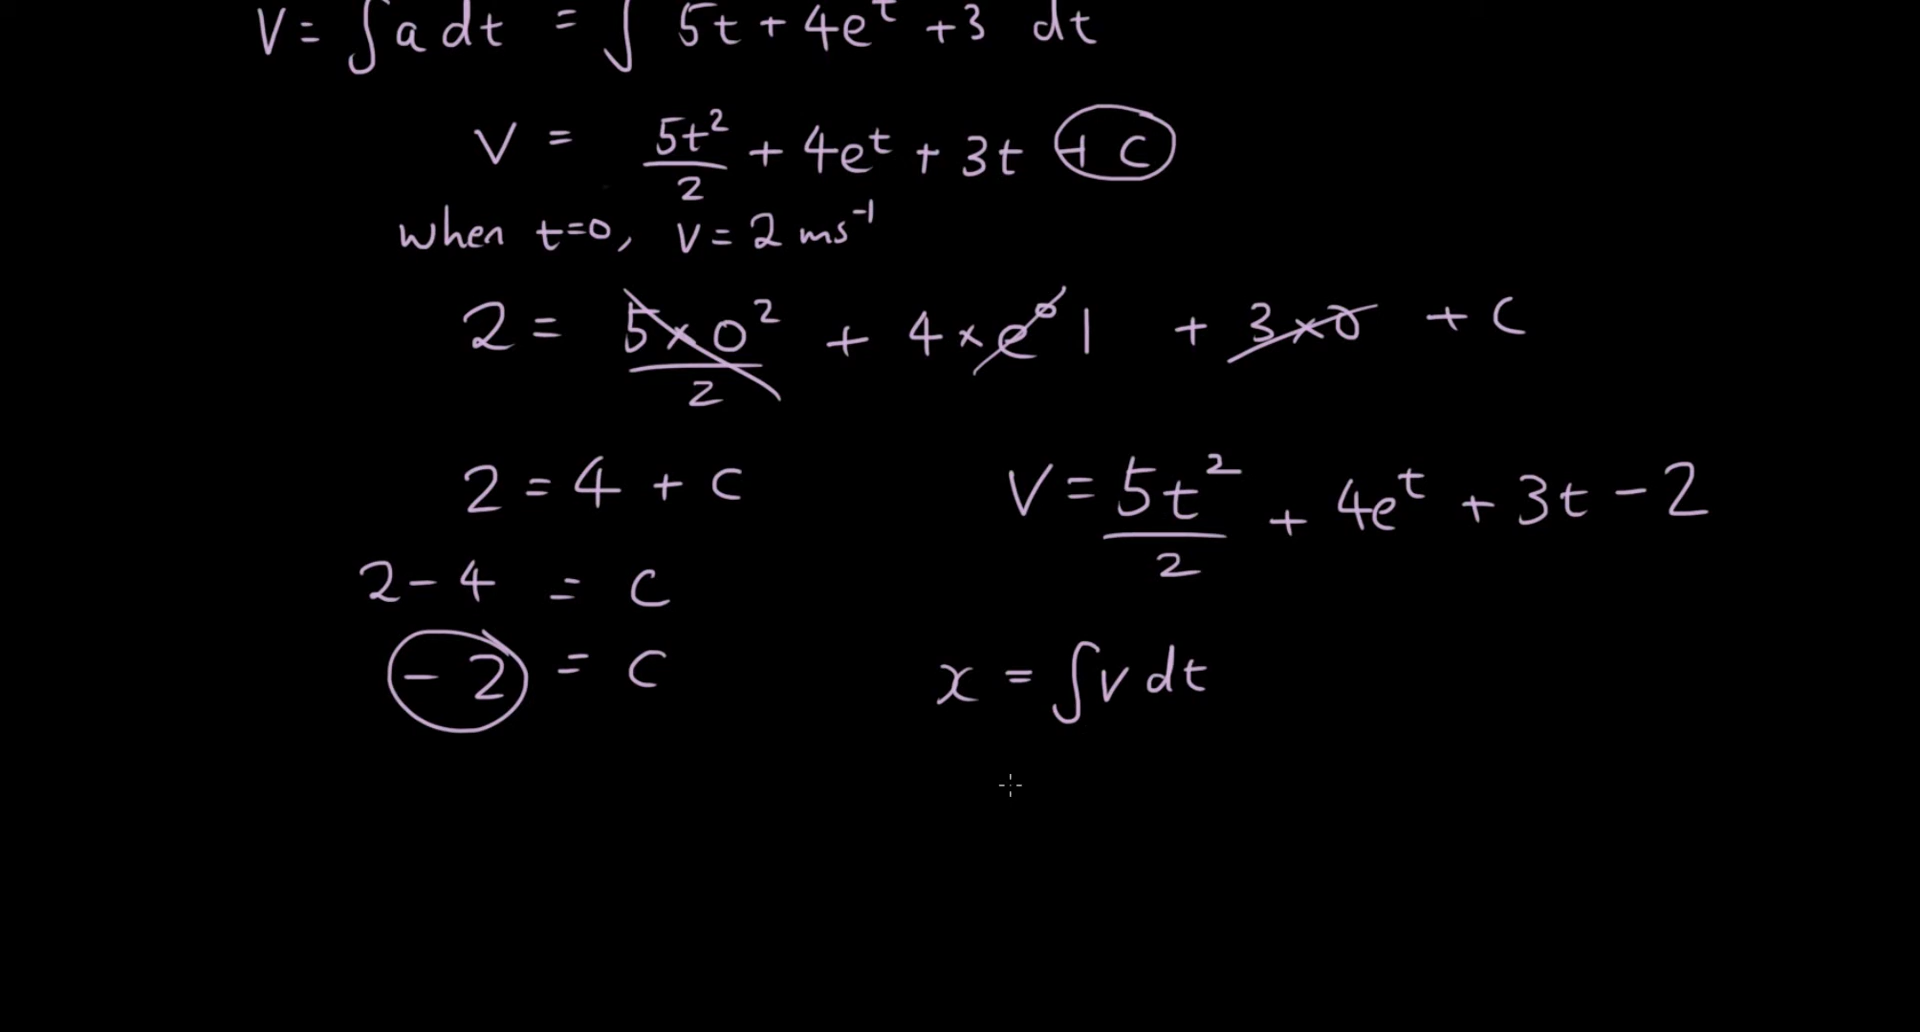 V = ∫ a dt = ∫ 5t + 4e^t + 3 dt
V = 5t²/2 + 4e^t + 3t + C
when t=0, v = 2 ms⁻¹
2 = 5×0²/2 + 4×e⁰ 1 + 3×0 + C
2 = 4 + C
V = 5t²/2 + 4e^t + 3t - 2
2 - 4 = C
- 2 = C
x = ∫ v dt